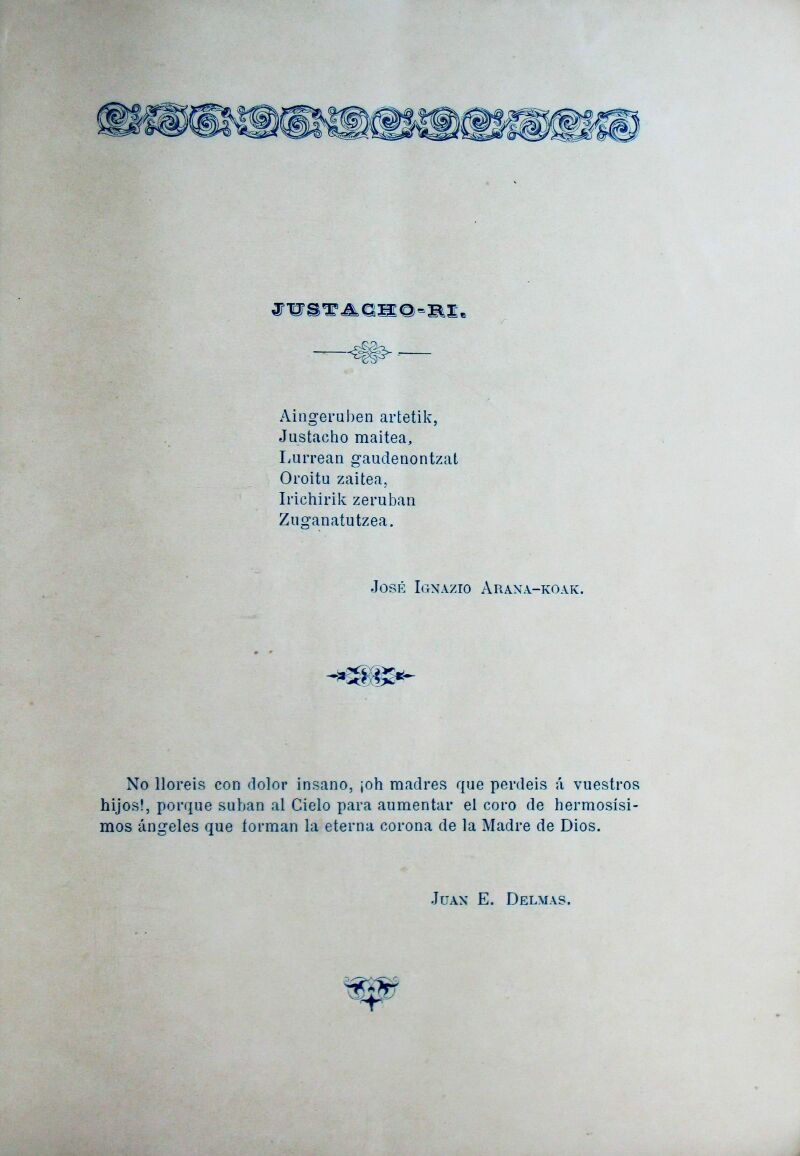 JUSTACHO-RI.
Aingeruben artetik,
Justacho maitea,
Lurrean gaudenontzat
Oroitu zaitea,
Irichirik zeruban
Zuganatutzea.
JOSÉ IGNAZIO ARANA-KOAK.
No lloreis con dolor insano, ¡oh madres que perdeis á vuestros
hijos!, porque suban al Cielo para aumentar el coro de hermosísi-
mos ángeles que forman la eterna corona de la Madre de Dios.
JUAN E. DELMAS.